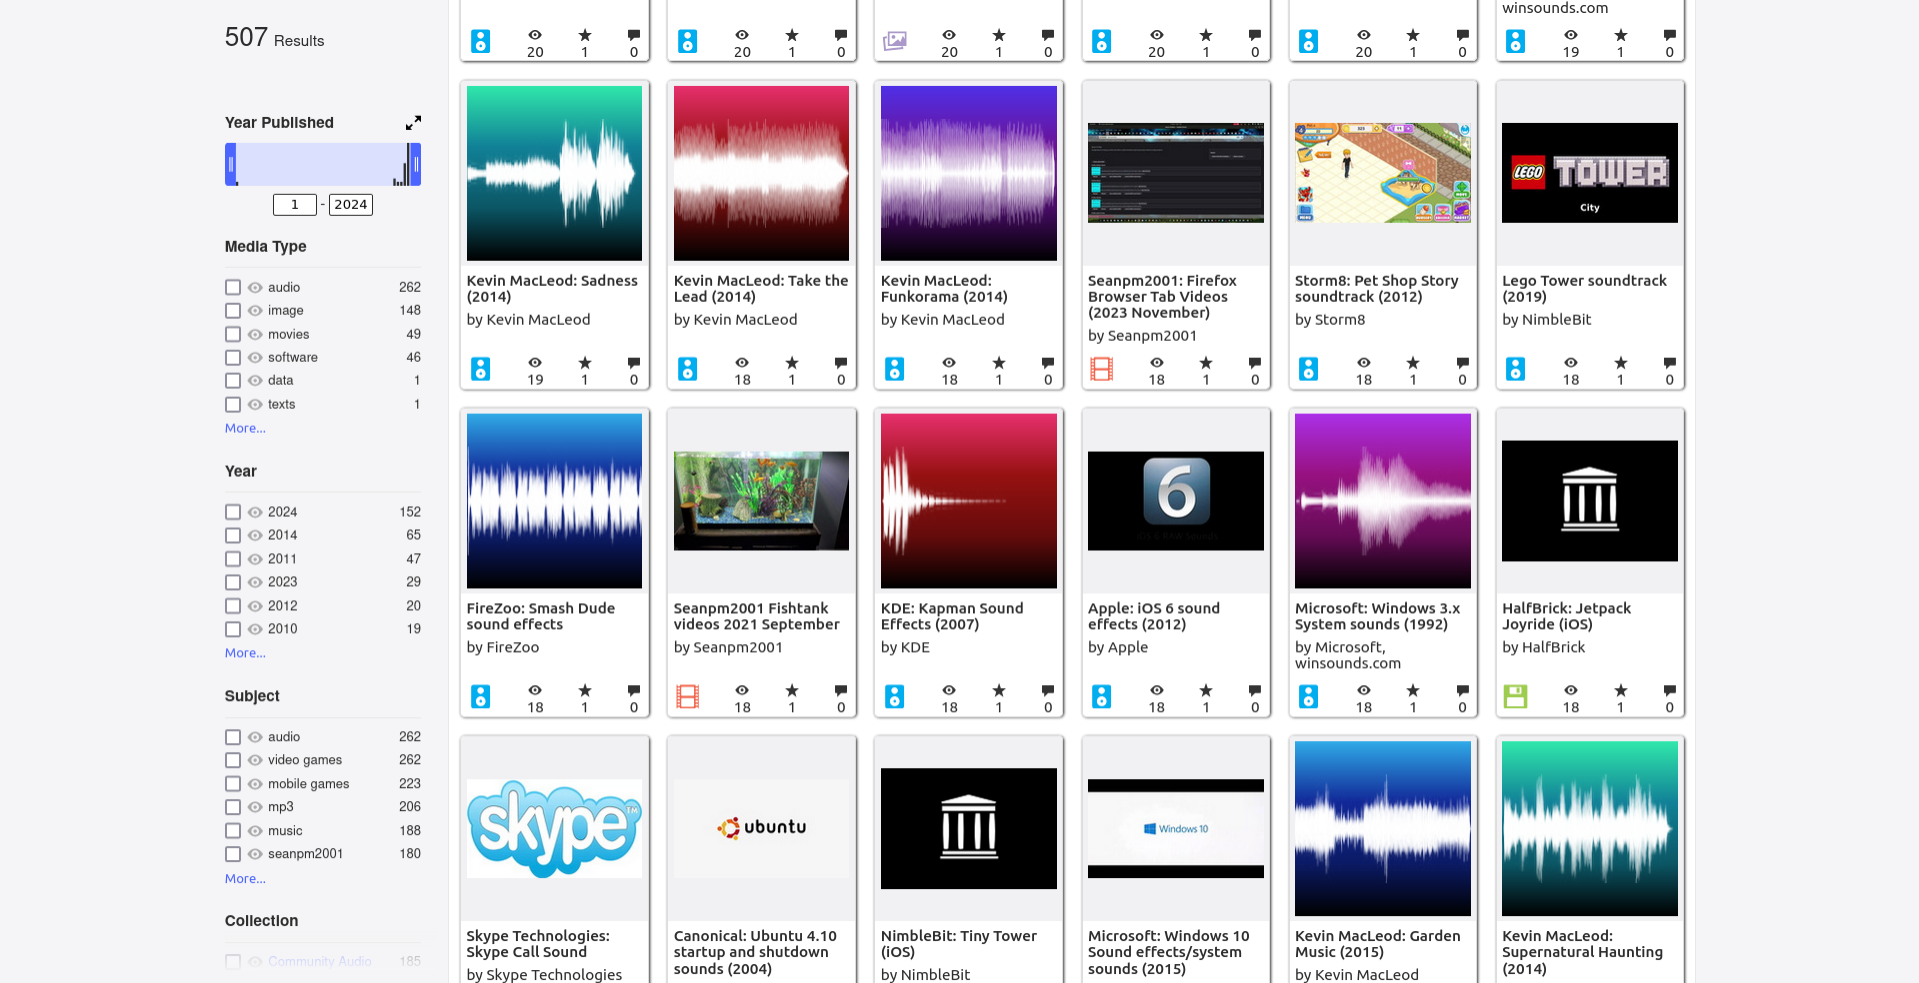 507 Results
Year Published
1 - 2024
Media Type
audio 262
image 148
movies 49
software 46
data 1
texts 1
More...
Year
2024 152
2014 65
2011 47
2023 29
2012 20
2010 19
More...
Subject
audio 262
video games 262
mobile games 223
mp3 206
music 188
seanpm2001 180
More...
Collection
Community Audio 185
winsounds.com
20 1 0
20 1 0
20 1 0
20 1 0
20 1 0
19 1 0
Kevin MacLeod: Sadness
(2014)
by Kevin MacLeod
19 1 0
Kevin MacLeod: Take the
Lead (2014)
by Kevin MacLeod
18 1 0
Kevin MacLeod:
Funkorama (2014)
by Kevin MacLeod
18 1 0
Seanpm2001: Firefox
Browser Tab Videos
(2023 November)
by Seanpm2001
18 1 0
Storm8: Pet Shop Story
soundtrack (2012)
by Storm8
18 1 0
LEGO TOWER
City
Lego Tower soundtrack
(2019)
by NimbleBit
18 1 0
FireZoo: Smash Dude
sound effects
by FireZoo
18 1 0
Seanpm2001 Fishtank
videos 2021 September
by Seanpm2001
18 1 0
KDE: Kapman Sound
Effects (2007)
by KDE
18 1 0
6
iOS 6 RAW Sounds
Apple: iOS 6 sound
effects (2012)
by Apple
18 1 0
Microsoft: Windows 3.x
System sounds (1992)
by Microsoft,
winsounds.com
18 1 0
HalfBrick: Jetpack
Joyride (iOS)
by HalfBrick
18 1 0
skype TM
Skype Technologies:
Skype Call Sound
by Skype Technologies
ubuntu
Canonical: Ubuntu 4.10
startup and shutdown
sounds (2004)
NimbleBit: Tiny Tower
(iOS)
by NimbleBit
Windows 10
Microsoft: Windows 10
Sound effects/system
sounds (2015)
Kevin MacLeod: Garden
Music (2015)
by Kevin MacLeod
Kevin MacLeod:
Supernatural Haunting
(2014)